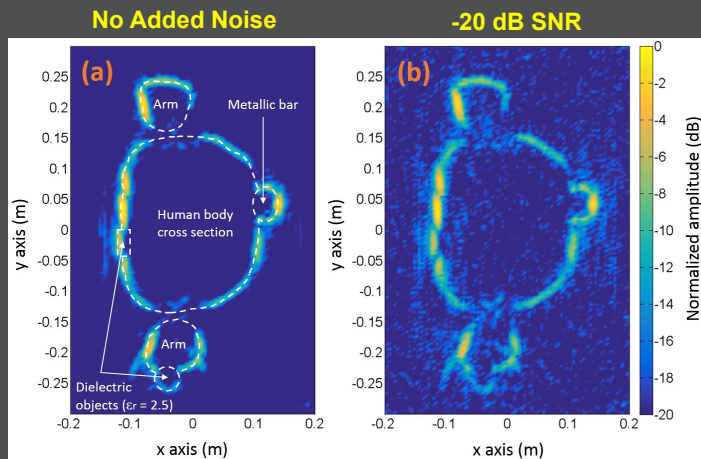 No Added Noise
-20 dB SNR
(a)
(b)
Arm
Metallic bar
Human body
cross section
Arm
Dielectric
objects (εr = 2.5)
y axis (m)
0.25
0.2
0.15
0.1
0.05
0
-0.05
-0.1
-0.15
-0.2
-0.25
-0.2
-0.1
0
0.1
0.2
x axis (m)
y axis (m)
0.25
0.2
0.15
0.1
0.05
0
-0.05
-0.1
-0.15
-0.2
-0.25
-0.2
-0.1
0
0.1
0.2
x axis (m)
0
-2
-4
-6
-8
-10
-12
-14
-16
-18
-20
Normalized amplitude (dB)